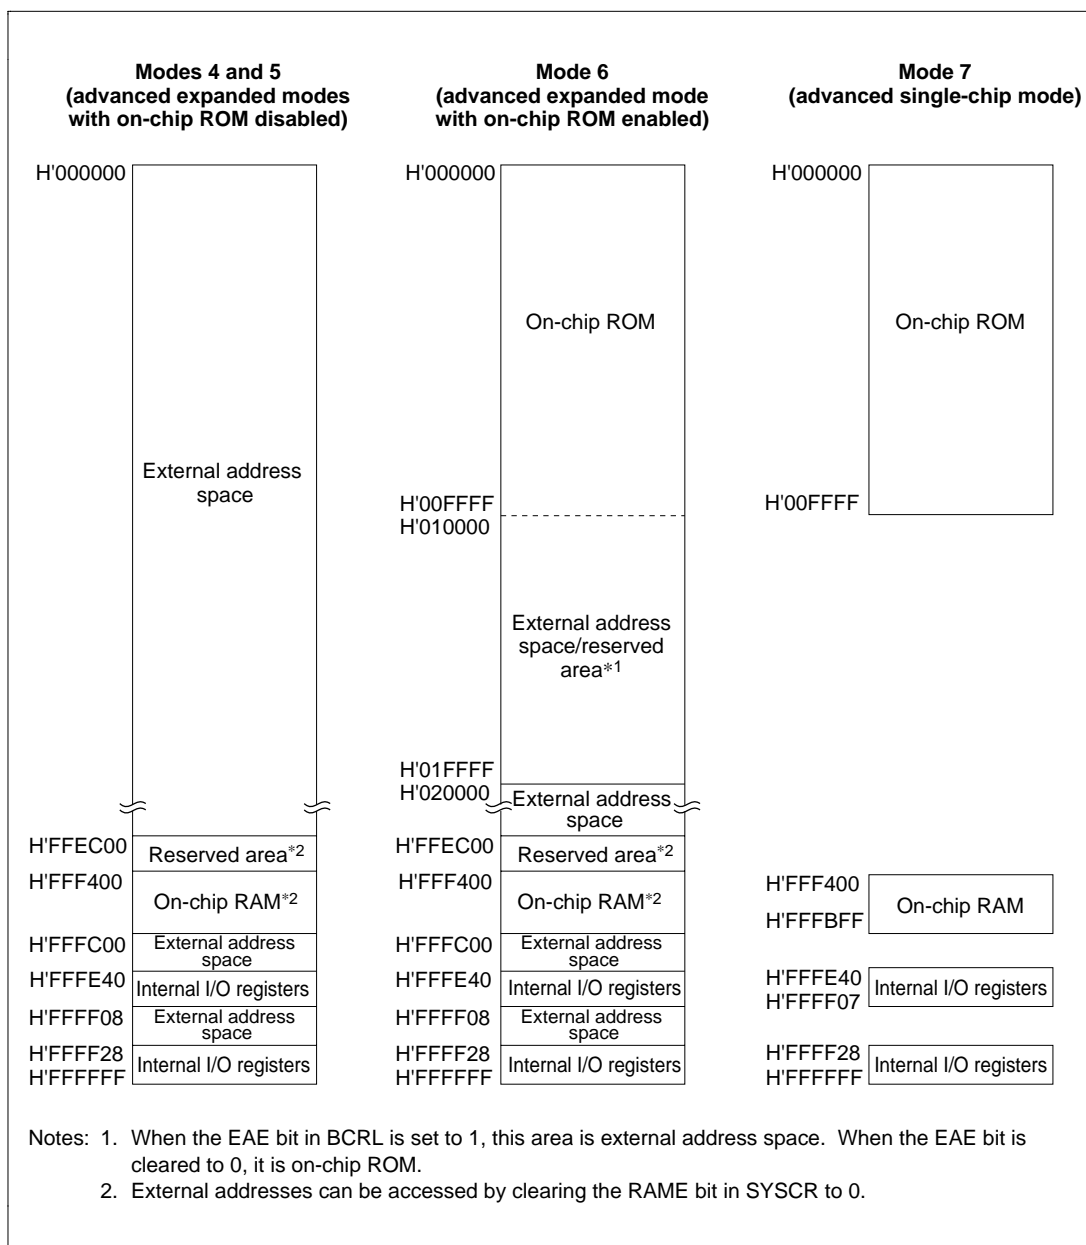 Modes 4 and 5
(advanced expanded modes
with on-chip ROM disabled)
H'000000
External address
space
H'FFEC00
Reserved area*2
H'FFF400
On-chip RAM*2
H'FFFC00
External address
space
H'FFFE40
Internal I/O registers
H'FFFF08
External address
space
H'FFFF28
Internal I/O registers
H'FFFFFF
Mode 6
(advanced expanded mode
with on-chip ROM enabled)
H'000000
On-chip ROM
H'00FFFF
H'010000
External address
space/reserved
area*1
H'01FFFF
H'020000
External address
space
H'FFEC00
Reserved area*2
H'FFF400
On-chip RAM*2
H'FFFC00
External address
space
H'FFFE40
Internal I/O registers
H'FFFF08
External address
space
H'FFFF28
Internal I/O registers
H'FFFFFF
Mode 7
(advanced single-chip mode)
H'000000
On-chip ROM
H'00FFFF
H'FFF400
On-chip RAM
H'FFFBFF
H'FFFE40
Internal I/O registers
H'FFFF07
H'FFFF28
Internal I/O registers
H'FFFFFF
Notes: 1. When the EAE bit in BCRL is set to 1, this area is external address space. When the EAE bit is
cleared to 0, it is on-chip ROM.
2. External addresses can be accessed by clearing the RAME bit in SYSCR to 0.